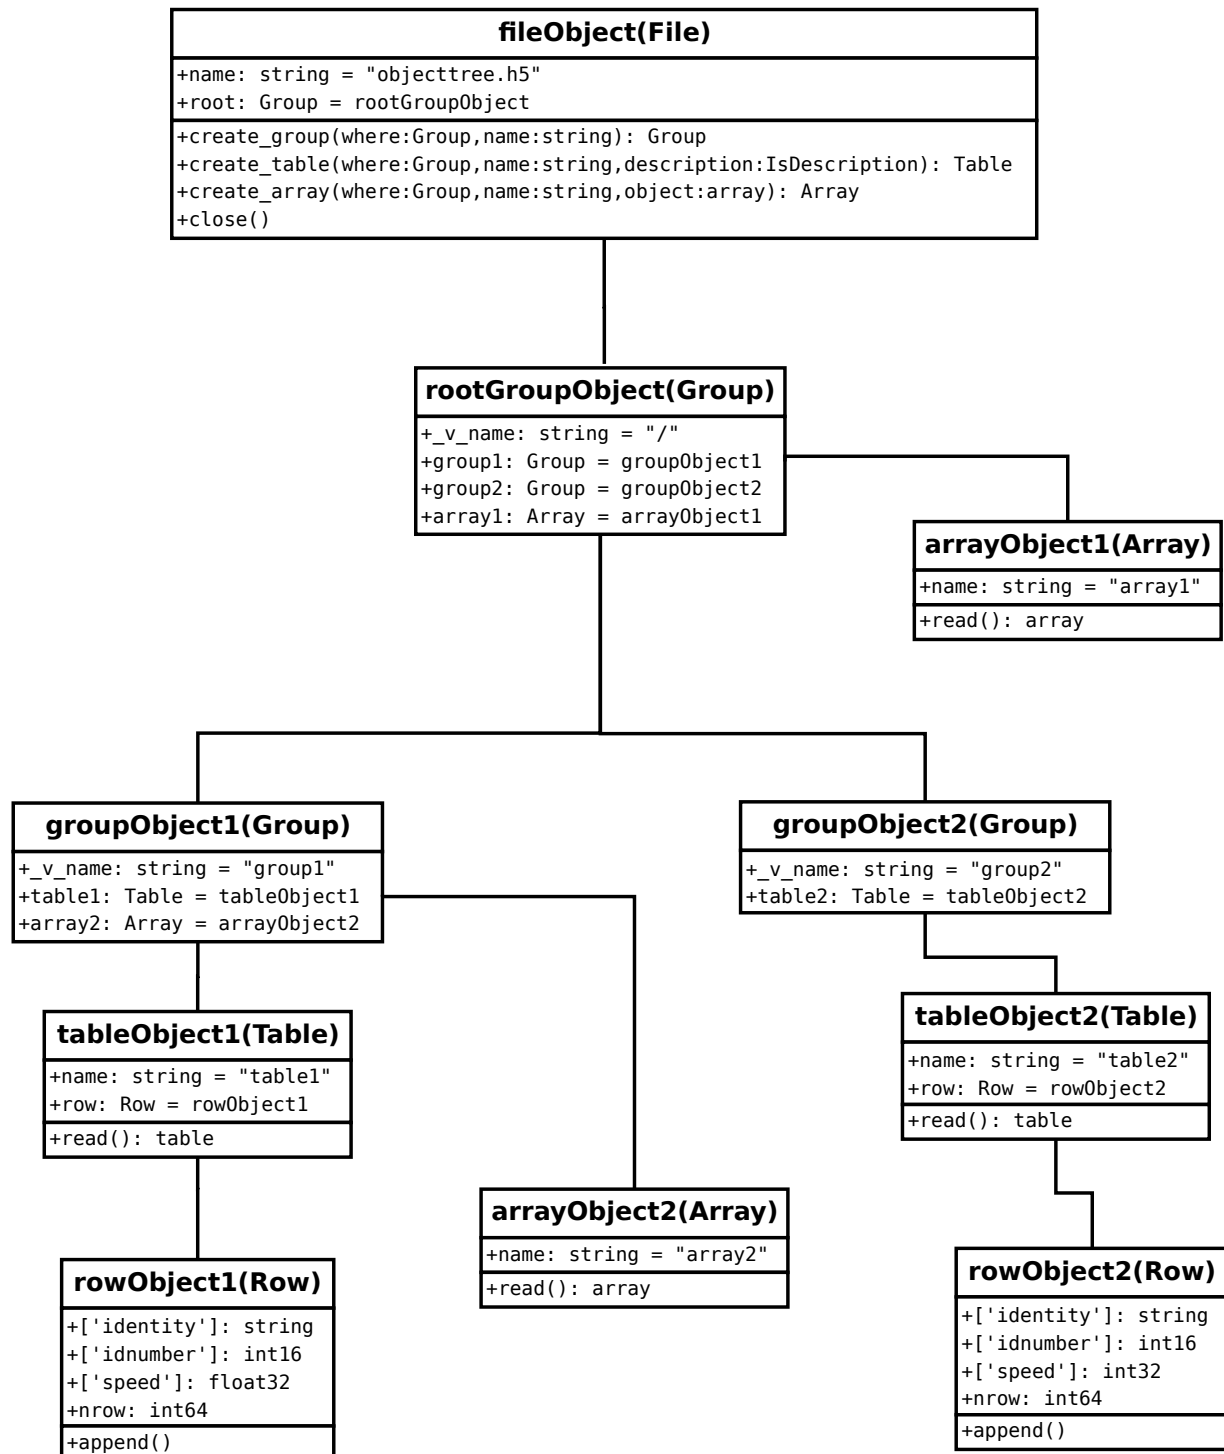 fileObject(File)
+name: string = "objecttree.h5"
+root: Group = rootGroupObject
+create_group(where:Group,name:string): Group
+create_table(where:Group,name:string,description:IsDescription): Table
+create_array(where:Group,name:string,object:array): Array
+close()
rootGroupObject(Group)
+_v_name: string = "/"
+group1: Group = groupObject1
+group2: Group = groupObject2
+array1: Array = arrayObject1
arrayObject1(Array)
+name: string = "array1"
+read(): array
groupObject1(Group)
+_v_name: string = "group1"
+table1: Table = tableObject1
+array2: Array = arrayObject2
groupObject2(Group)
+_v_name: string = "group2"
+table2: Table = tableObject2
tableObject1(Table)
+name: string = "table1"
+row: Row = rowObject1
+read(): table
tableObject2(Table)
+name: string = "table2"
+row: Row = rowObject2
+read(): table
arrayObject2(Array)
+name: string = "array2"
+read(): array
rowObject1(Row)
+['identity']: string
+['idnumber']: int16
+['speed']: float32
+nrow: int64
+append()
rowObject2(Row)
+['identity']: string
+['idnumber']: int16
+['speed']: int32
+nrow: int64
+append()